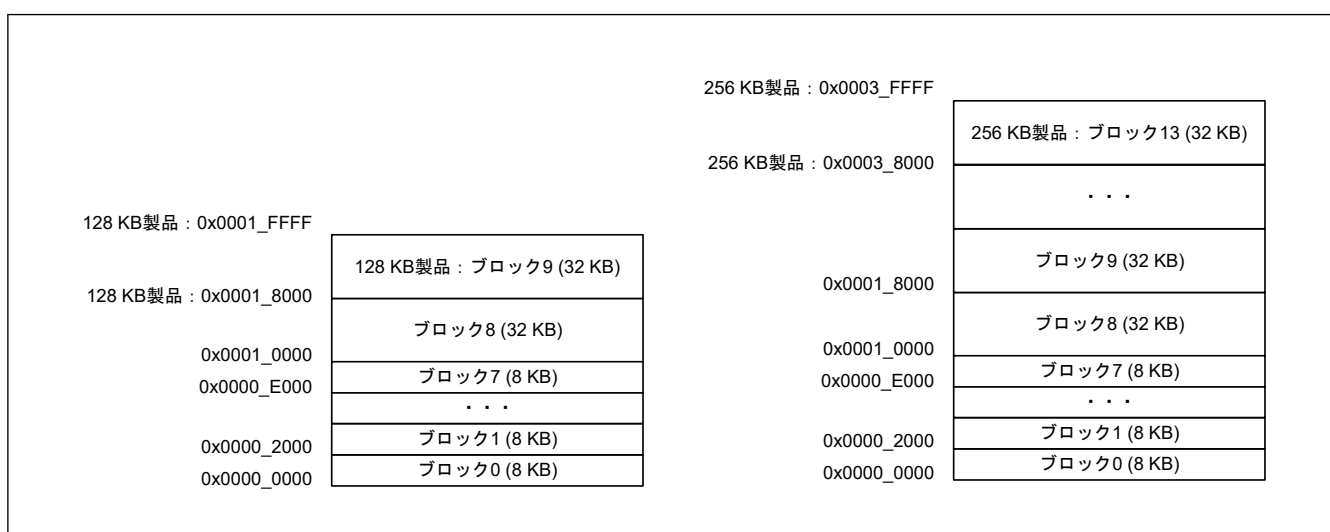 128 KB製品：0x0001_FFFF
128 KB製品：ブロック9 (32 KB)
128 KB製品：0x0001_8000
ブロック8 (32 KB)
0x0001_0000
ブロック7 (8 KB)
0x0000_E000
・・・
ブロック1 (8 KB)
0x0000_2000
ブロック0 (8 KB)
0x0000_0000
256 KB製品：0x0003_FFFF
256 KB製品：ブロック13 (32 KB)
256 KB製品：0x0003_8000
・・・
ブロック9 (32 KB)
0x0001_8000
ブロック8 (32 KB)
0x0001_0000
ブロック7 (8 KB)
0x0000_E000
・・・
ブロック1 (8 KB)
0x0000_2000
ブロック0 (8 KB)
0x0000_0000